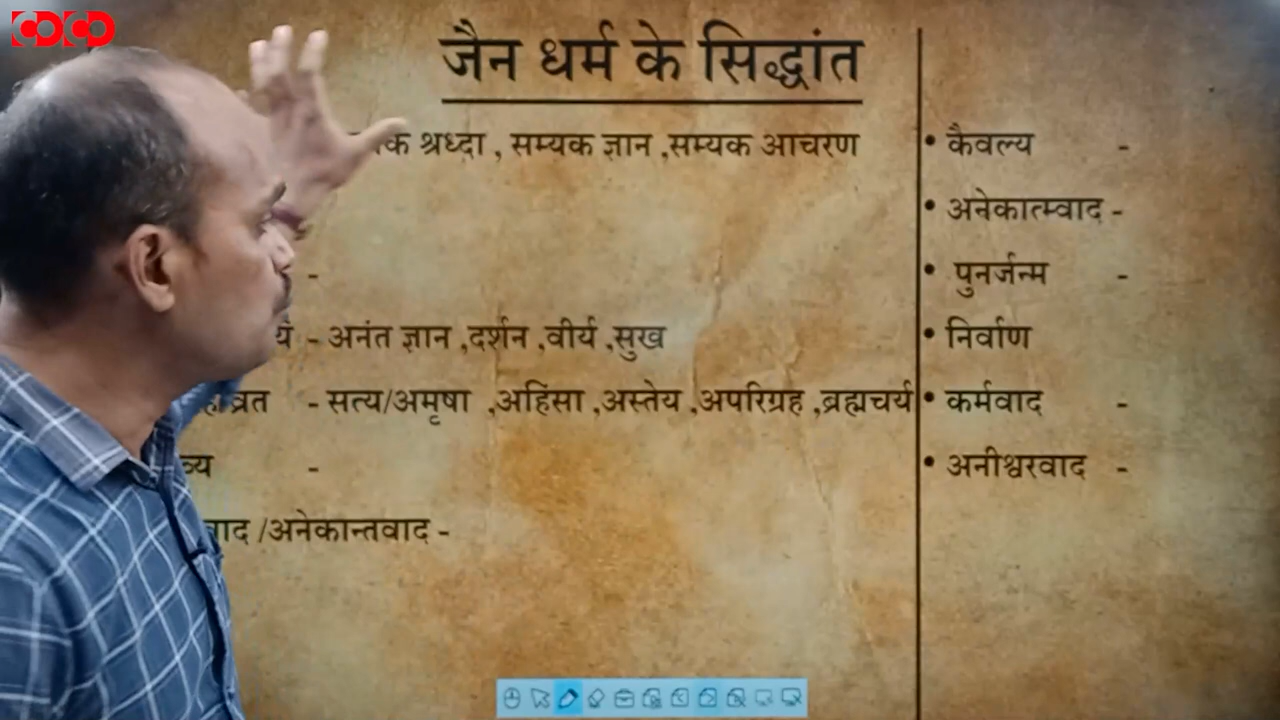 COCO
जैन धर्म के सिद्धांत
श्रध्दा , सम्यक ज्ञान ,सम्यक आचरण
-
- अनंत ज्ञान ,दर्शन ,वीर्य ,सुख
व्रत - सत्य/अमृषा ,अहिंसा ,अस्तेय ,अपरिग्रह ,ब्रह्मचर्य
-
/अनेकान्तवाद -
• कैवल्य -
• अनेकात्म्वाद -
• पुनर्जन्म -
• निर्वाण
• कर्मवाद -
• अनीश्वरवाद -